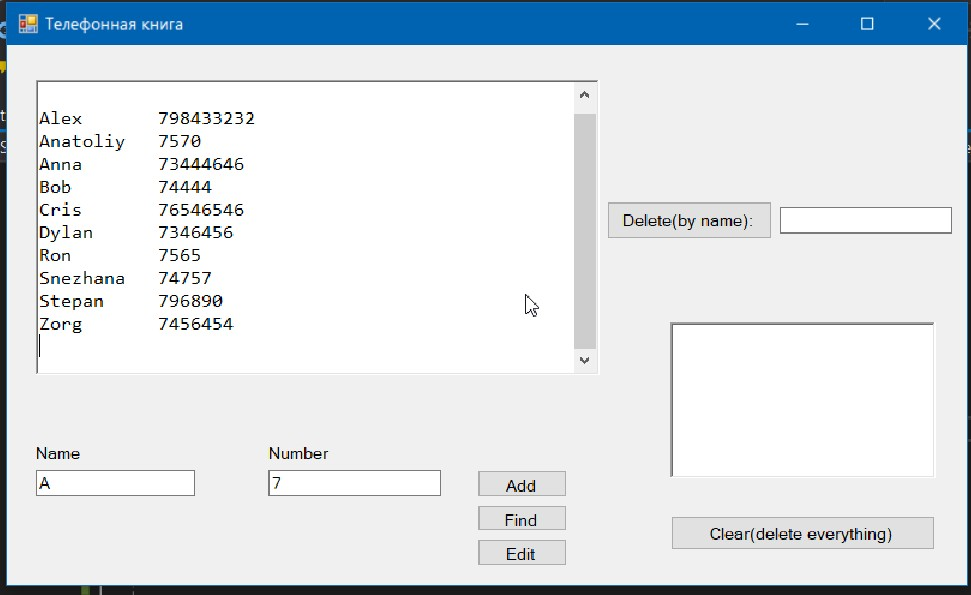 Телефонная книга
Alex 798433232
Anatoliy 7570
Anna 73444646
Bob 74444
Cris 76546546
Dylan 7346456
Ron 7565
Snezhana 74757
Stepan 796890
Zorg 7456454
Delete(by name):
Name
Number
A
7
Add
Find
Edit
Clear(delete everything)